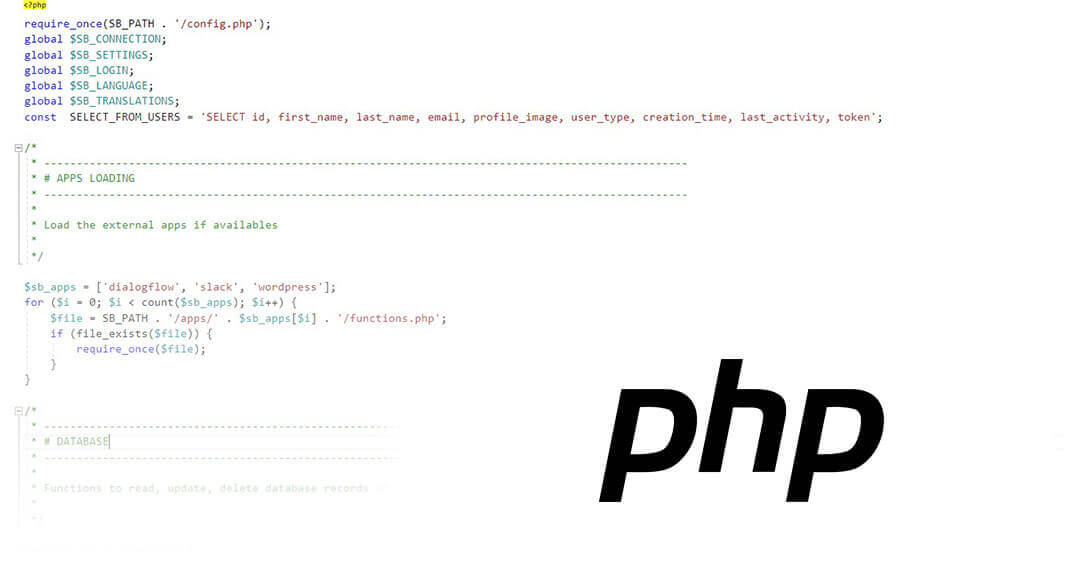 <?php
require_once(SB_PATH . '/config.php');
global $SB_CONNECTION;
global $SB_SETTINGS;
global $SB_LOGIN;
global $SB_LANGUAGE;
global $SB_TRANSLATIONS;
const  SELECT_FROM_USERS = 'SELECT id, first_name, last_name, email, profile_image, user_type, creation_time, last_activity, token';
/*
* ---------------------------------------------------------------------------------------------------
* # APPS LOADING
* ---------------------------------------------------------------------------------------------------
*
* Load the external apps if availables
*
*/
$sb_apps = ['dialogflow', 'slack', 'wordpress'];
for ($i = 0; $i < count($sb_apps); $i++) {
    $file = SB_PATH . '/apps/' . $sb_apps[$i] . '/functions.php';
    if (file_exists($file)) {
        require_once($file);
    }
}
/*
* -------------------------------------------------------
* # DATABASE
* -------------------------------------------------------
*
* Functions to read, update, delete database records
*
*/
php